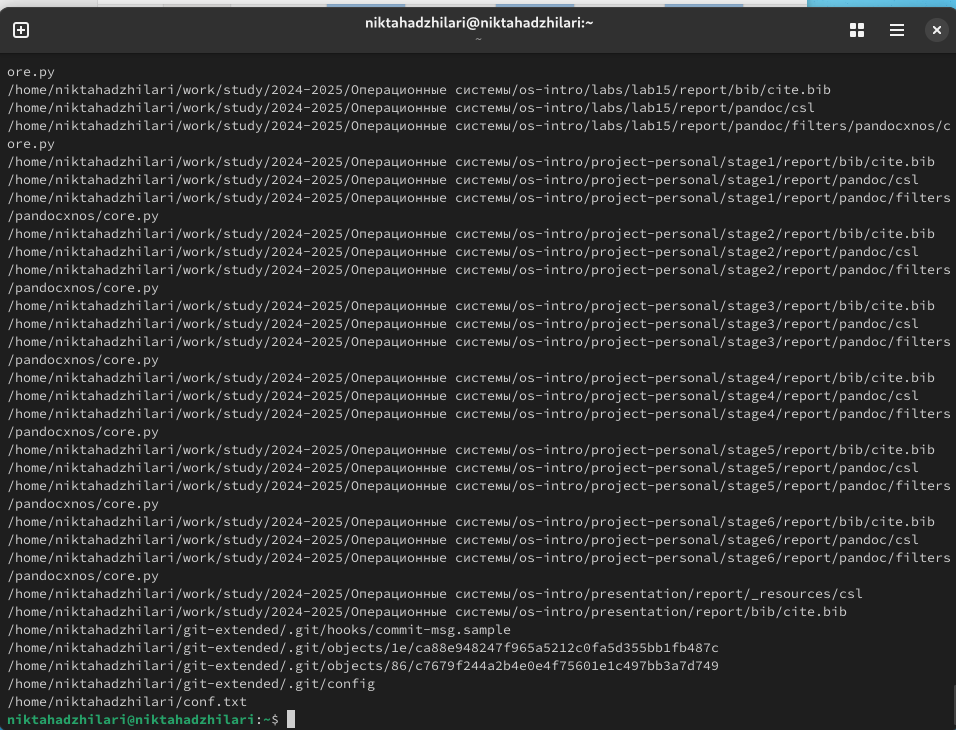 niktahadzhilari@niktahadzhilari:~
~
ore.py
/home/niktahadzhilari/work/study/2024-2025/Операционные системы/os-intro/labs/lab15/report/bib/cite.bib
/home/niktahadzhilari/work/study/2024-2025/Операционные системы/os-intro/labs/lab15/report/pandoc/csl
/home/niktahadzhilari/work/study/2024-2025/Операционные системы/os-intro/labs/lab15/report/pandoc/filters/pandocxnos/c
ore.py
/home/niktahadzhilari/work/study/2024-2025/Операционные системы/os-intro/project-personal/stage1/report/bib/cite.bib
/home/niktahadzhilari/work/study/2024-2025/Операционные системы/os-intro/project-personal/stage1/report/pandoc/csl
/home/niktahadzhilari/work/study/2024-2025/Операционные системы/os-intro/project-personal/stage1/report/pandoc/filters
/pandocxnos/core.py
/home/niktahadzhilari/work/study/2024-2025/Операционные системы/os-intro/project-personal/stage2/report/bib/cite.bib
/home/niktahadzhilari/work/study/2024-2025/Операционные системы/os-intro/project-personal/stage2/report/pandoc/csl
/home/niktahadzhilari/work/study/2024-2025/Операционные системы/os-intro/project-personal/stage2/report/pandoc/filters
/pandocxnos/core.py
/home/niktahadzhilari/work/study/2024-2025/Операционные системы/os-intro/project-personal/stage3/report/bib/cite.bib
/home/niktahadzhilari/work/study/2024-2025/Операционные системы/os-intro/project-personal/stage3/report/pandoc/csl
/home/niktahadzhilari/work/study/2024-2025/Операционные системы/os-intro/project-personal/stage3/report/pandoc/filters
/pandocxnos/core.py
/home/niktahadzhilari/work/study/2024-2025/Операционные системы/os-intro/project-personal/stage4/report/bib/cite.bib
/home/niktahadzhilari/work/study/2024-2025/Операционные системы/os-intro/project-personal/stage4/report/pandoc/csl
/home/niktahadzhilari/work/study/2024-2025/Операционные системы/os-intro/project-personal/stage4/report/pandoc/filters
/pandocxnos/core.py
/home/niktahadzhilari/work/study/2024-2025/Операционные системы/os-intro/project-personal/stage5/report/bib/cite.bib
/home/niktahadzhilari/work/study/2024-2025/Операционные системы/os-intro/project-personal/stage5/report/pandoc/csl
/home/niktahadzhilari/work/study/2024-2025/Операционные системы/os-intro/project-personal/stage5/report/pandoc/filters
/pandocxnos/core.py
/home/niktahadzhilari/work/study/2024-2025/Операционные системы/os-intro/project-personal/stage6/report/bib/cite.bib
/home/niktahadzhilari/work/study/2024-2025/Операционные системы/os-intro/project-personal/stage6/report/pandoc/csl
/home/niktahadzhilari/work/study/2024-2025/Операционные системы/os-intro/project-personal/stage6/report/pandoc/filters
/pandocxnos/core.py
/home/niktahadzhilari/work/study/2024-2025/Операционные системы/os-intro/presentation/report/_resources/csl
/home/niktahadzhilari/work/study/2024-2025/Операционные системы/os-intro/presentation/report/bib/cite.bib
/home/niktahadzhilari/git-extended/.git/hooks/commit-msg.sample
/home/niktahadzhilari/git-extended/.git/objects/1e/ca88e948247f965a5212c0fa5d355bb1fb487c
/home/niktahadzhilari/git-extended/.git/objects/86/c7679f244a2b4e0e4f75601e1c497bb3a7d749
/home/niktahadzhilari/git-extended/.git/config
/home/niktahadzhilari/conf.txt
niktahadzhilari@niktahadzhilari:~$